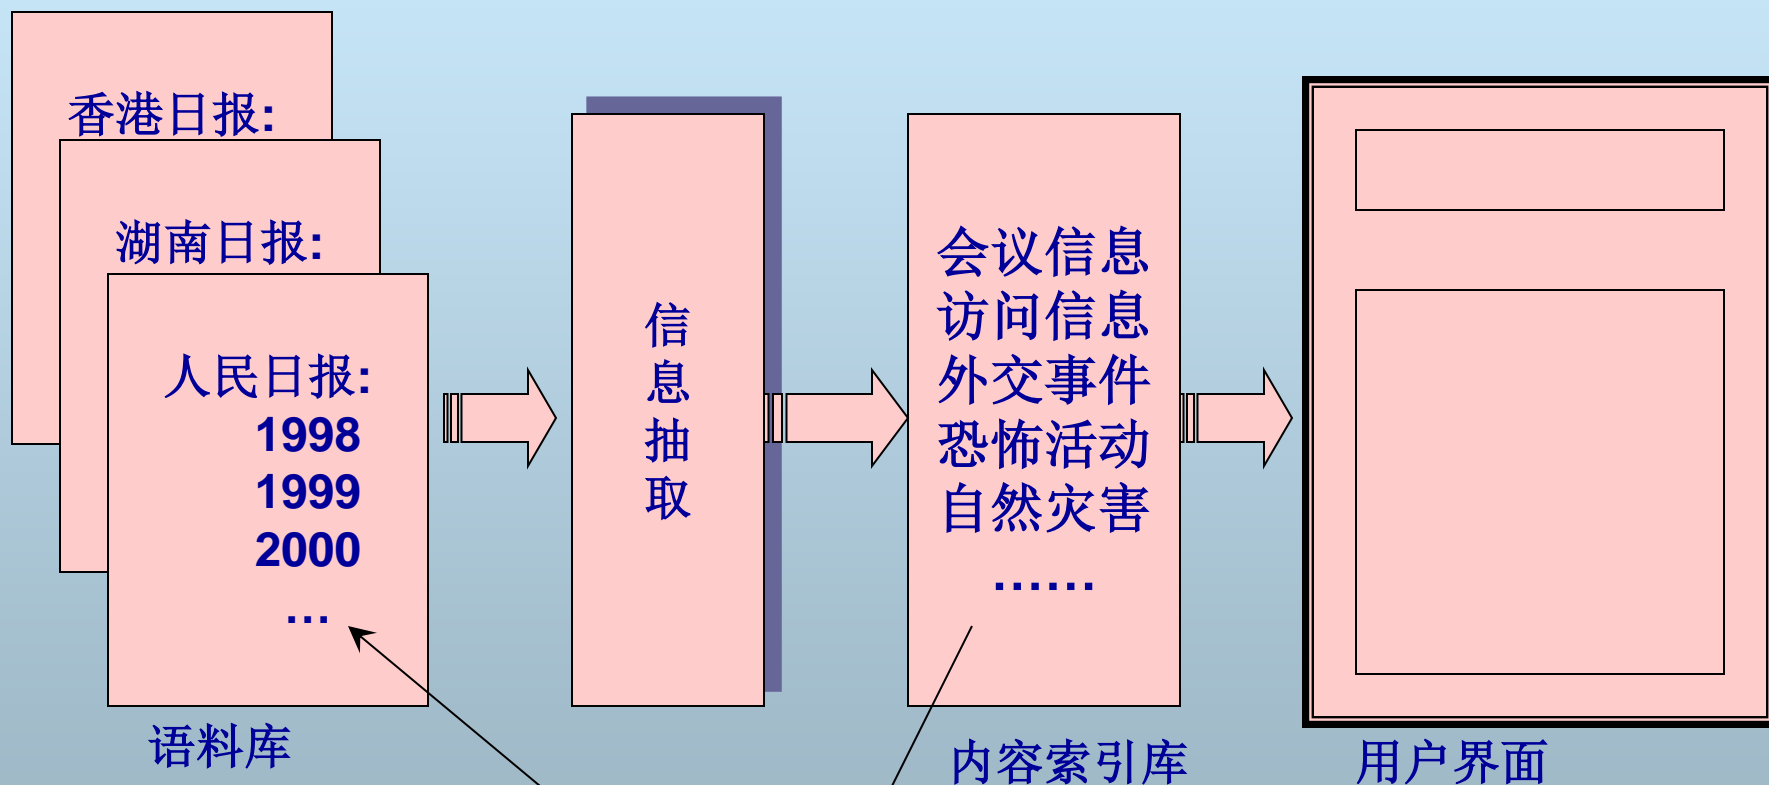 香港日报:
湖南日报:
人民日报:
1998
1999
2000
…
语料库
信
息
抽
取
会议信息
访问信息
外交事件
恐怖活动
自然灾害
……
内容索引库
用户界面